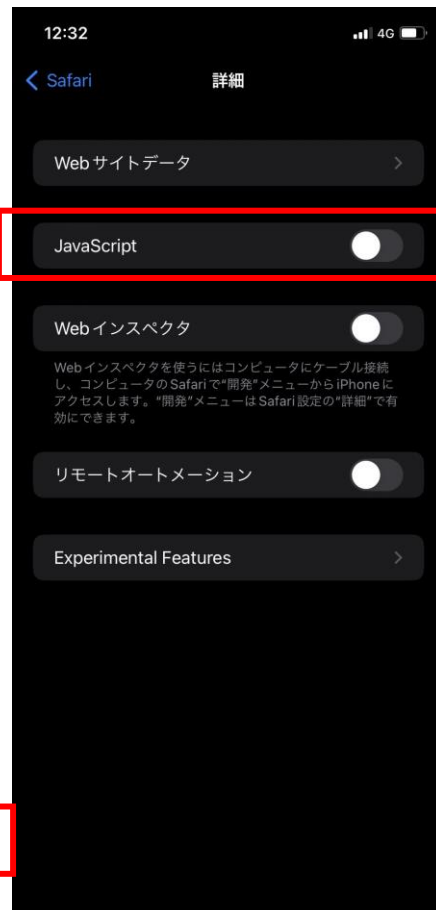 12:32
4G
Safari
詳細
Webサイトデータ
JavaScript
Webインスペクタ
Webインスペクタを使うにはコンピュータにケーブル接続
し、コンピュータのSafariで“開発”メニューからiPhoneに
アクセスします。“開発”メニューはSafari設定の“詳細”で有
効にできます。
リモートオートメーション
Experimental Features